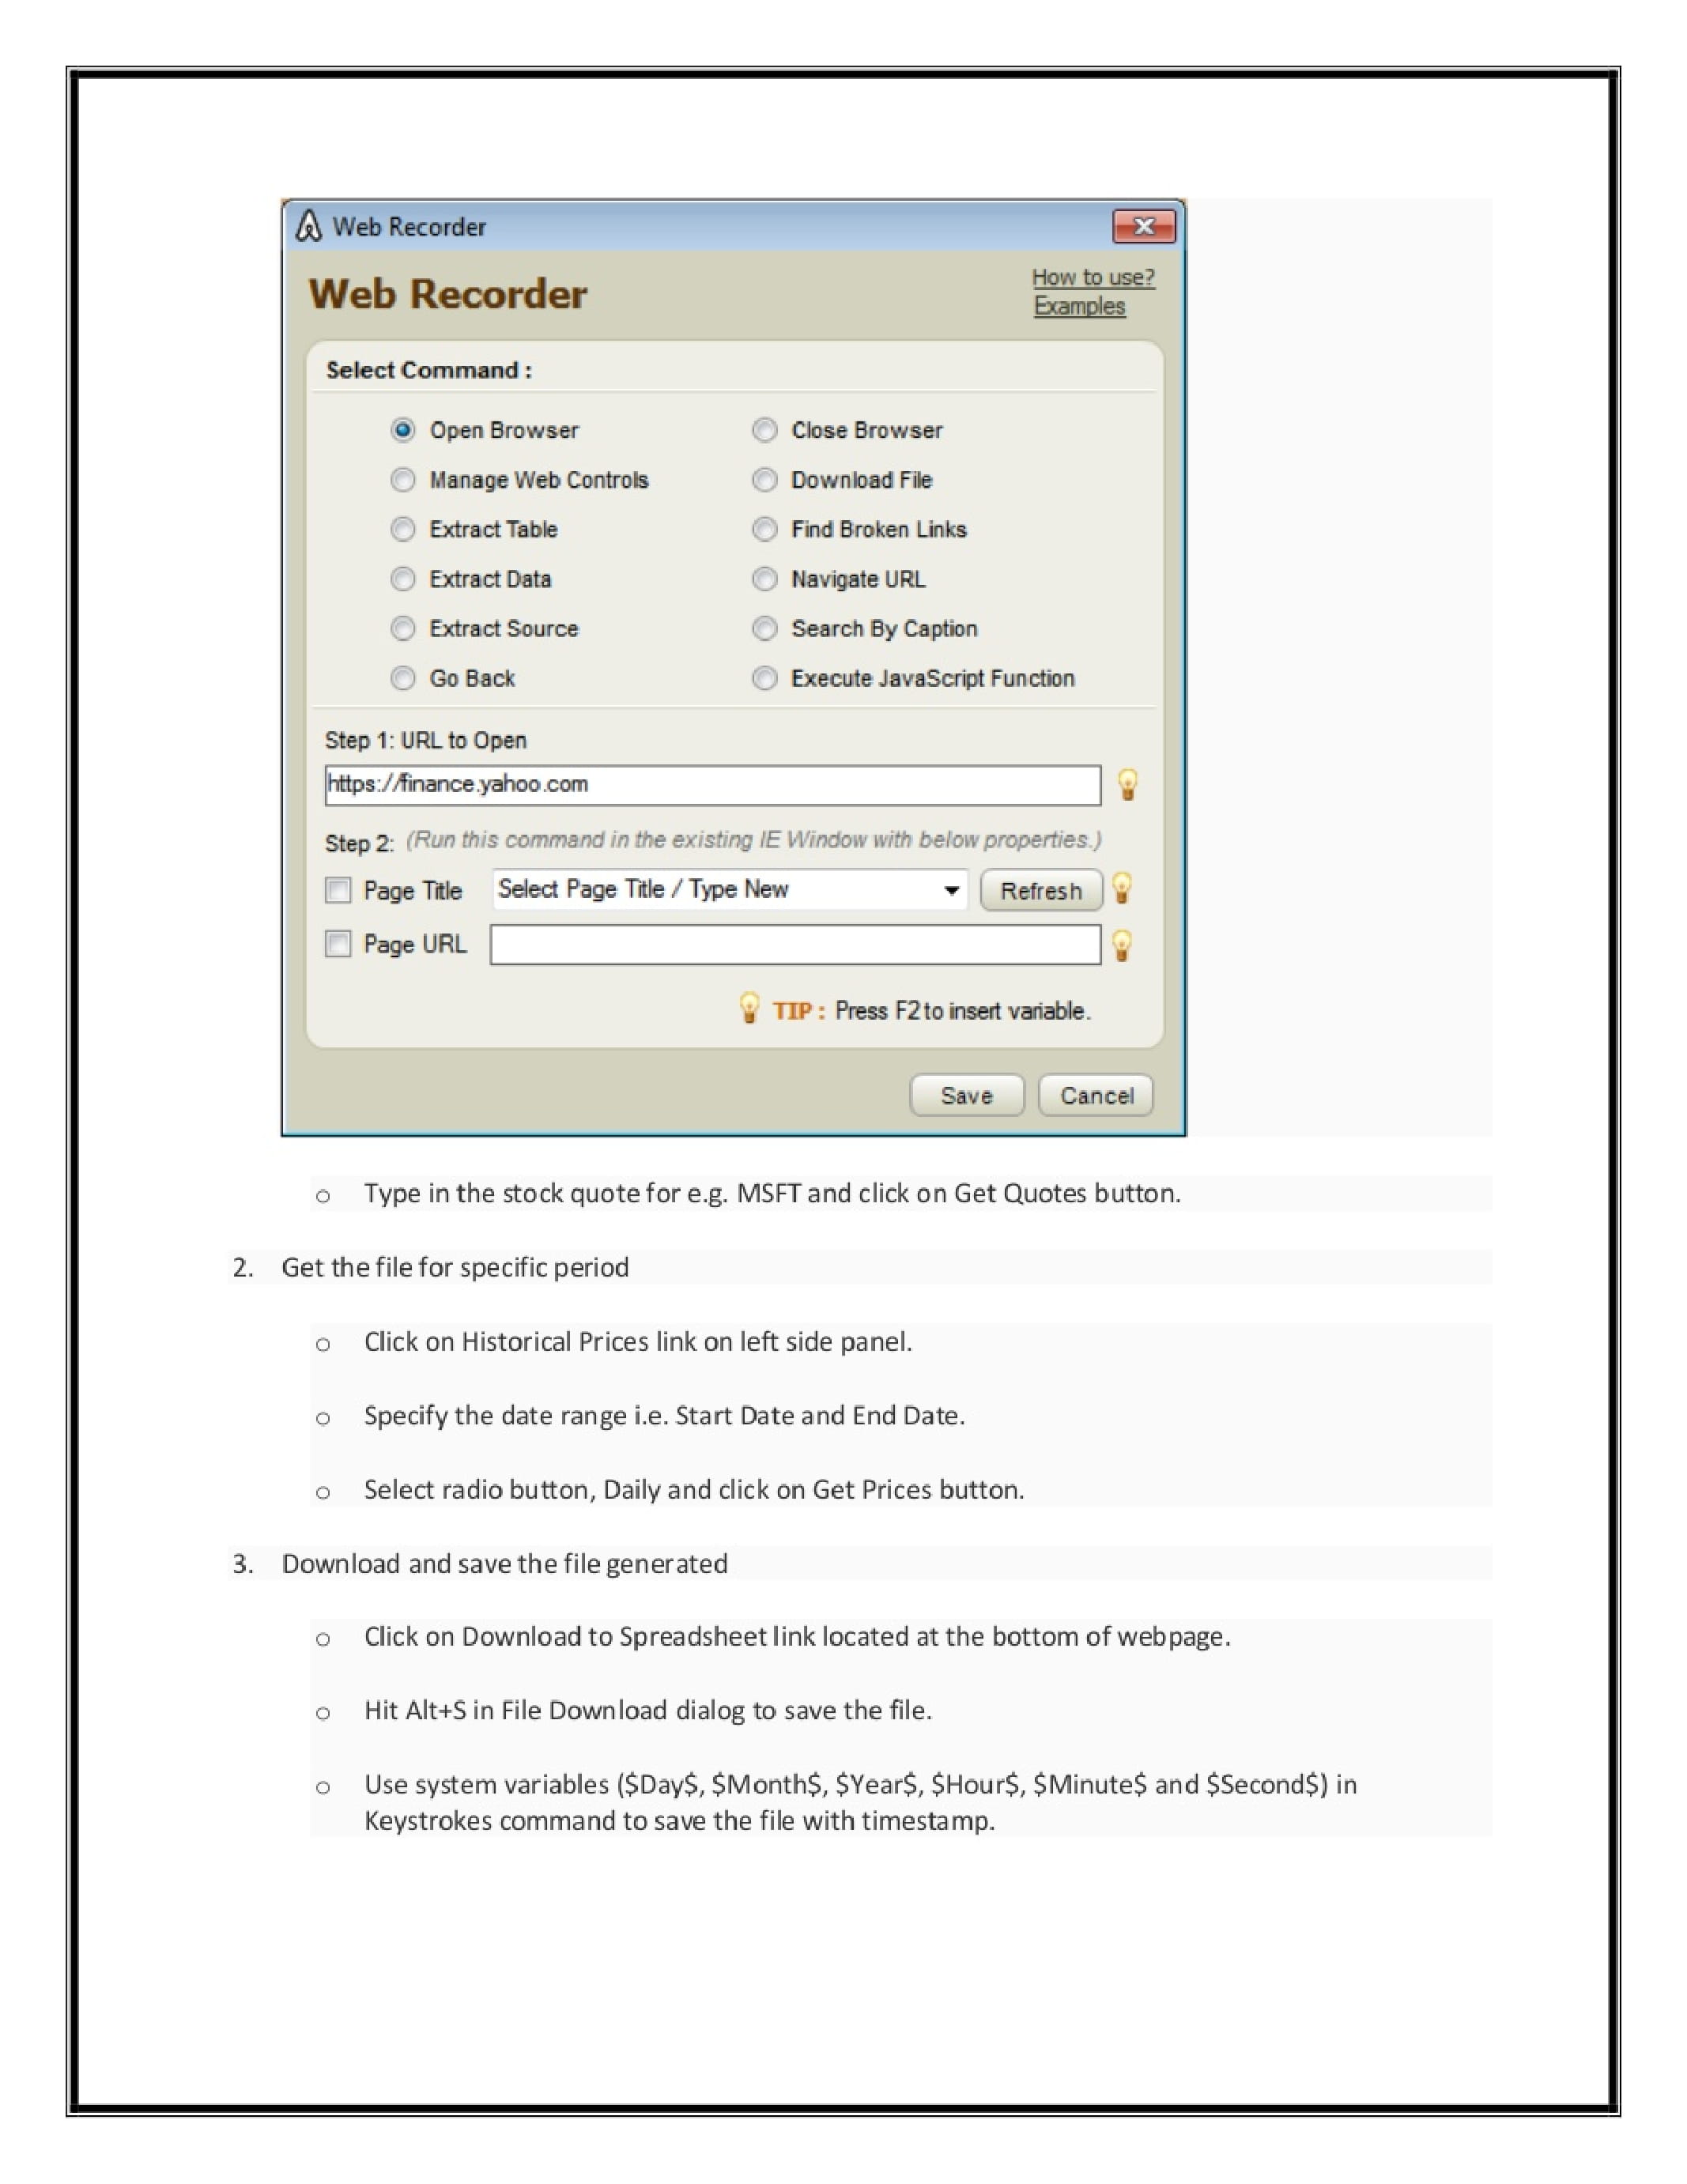 Web Recorder
Web Recorder
How to use?
Examples
Select Command :
Open Browser
Close Browser
Manage Web Controls
Download File
Extract Table
Find Broken Links
Extract Data
Navigate URL
Extract Source
Search By Caption
Go Back
Execute JavaScript Function
Step 1: URL to Open
https://finance.yahoo.com
Step 2: (Run this command in the existing IE Window with below properties.)
Page Title Select Page Title / Type New Refresh
Page URL
TIP : Press F2 to insert variable.
Save Cancel
o Type in the stock quote for e.g. MSFT and click on Get Quotes button.
2. Get the file for specific period
o Click on Historical Prices link on left side panel.
o Specify the date range i.e. Start Date and End Date.
o Select radio button, Daily and click on Get Prices button.
3. Download and save the file generated
o Click on Download to Spreadsheet link located at the bottom of webpage.
o Hit Alt+S in File Download dialog to save the file.
o Use system variables ($Day$, $Month$, $Year$, $Hour$, $Minute$ and $Second$) in
Keystrokes command to save the file with timestamp.